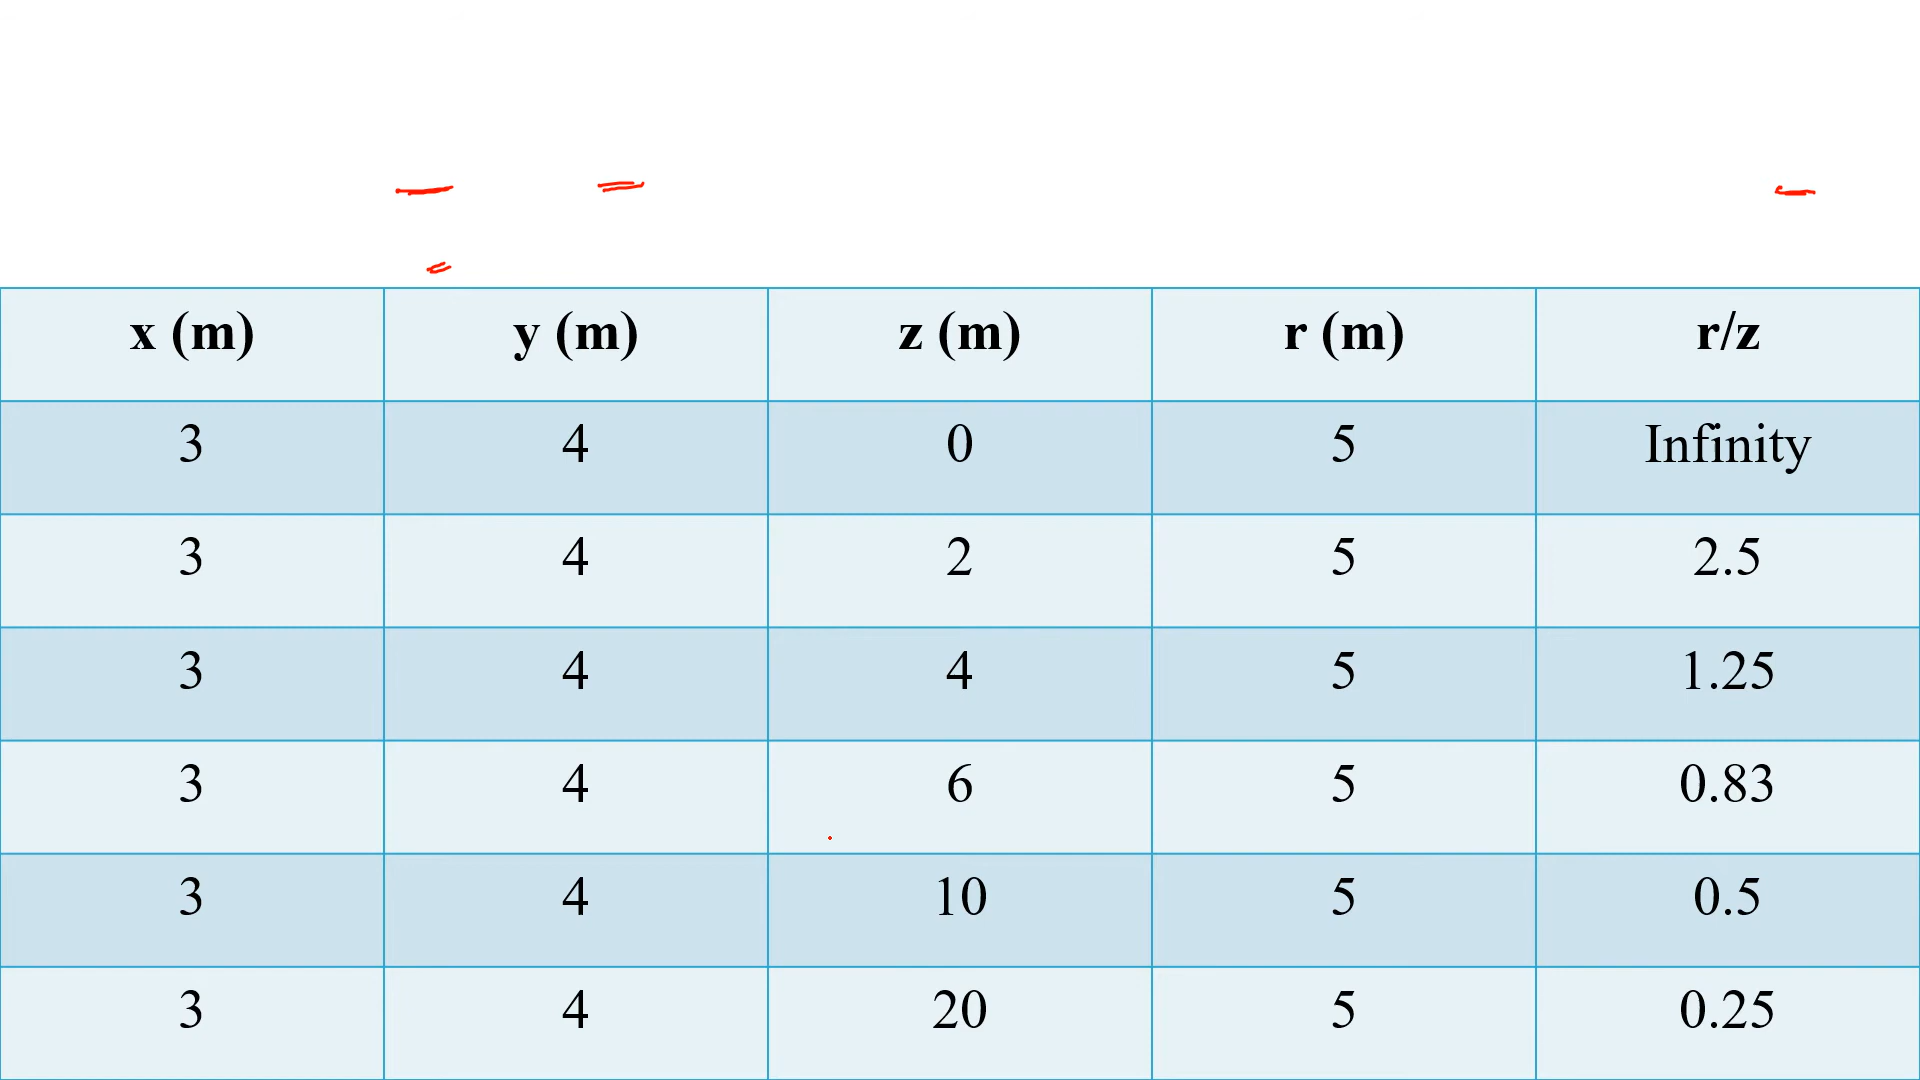 x (m) y (m) z (m) r (m) r/z
3 4 0 5 Infinity
3 4 2 5 2.5
3 4 4 5 1.25
3 4 6 5 0.83
3 4 10 5 0.5
3 4 20 5 0.25